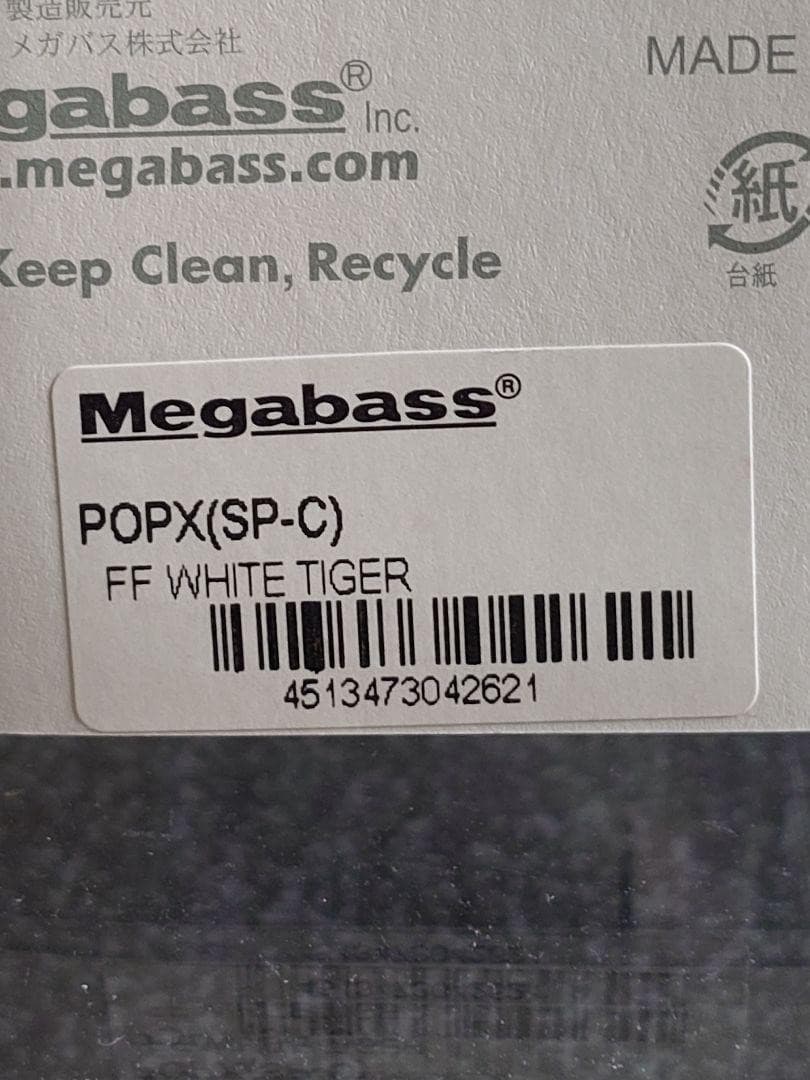 製造販売元
メガバス株式会社
gabass® Inc.
.megabass.com
Keep Clean, Recycle
MADE
紙
台紙
Megabass®
POPX(SP-C)
FF WHITE TIGER
4513473042621